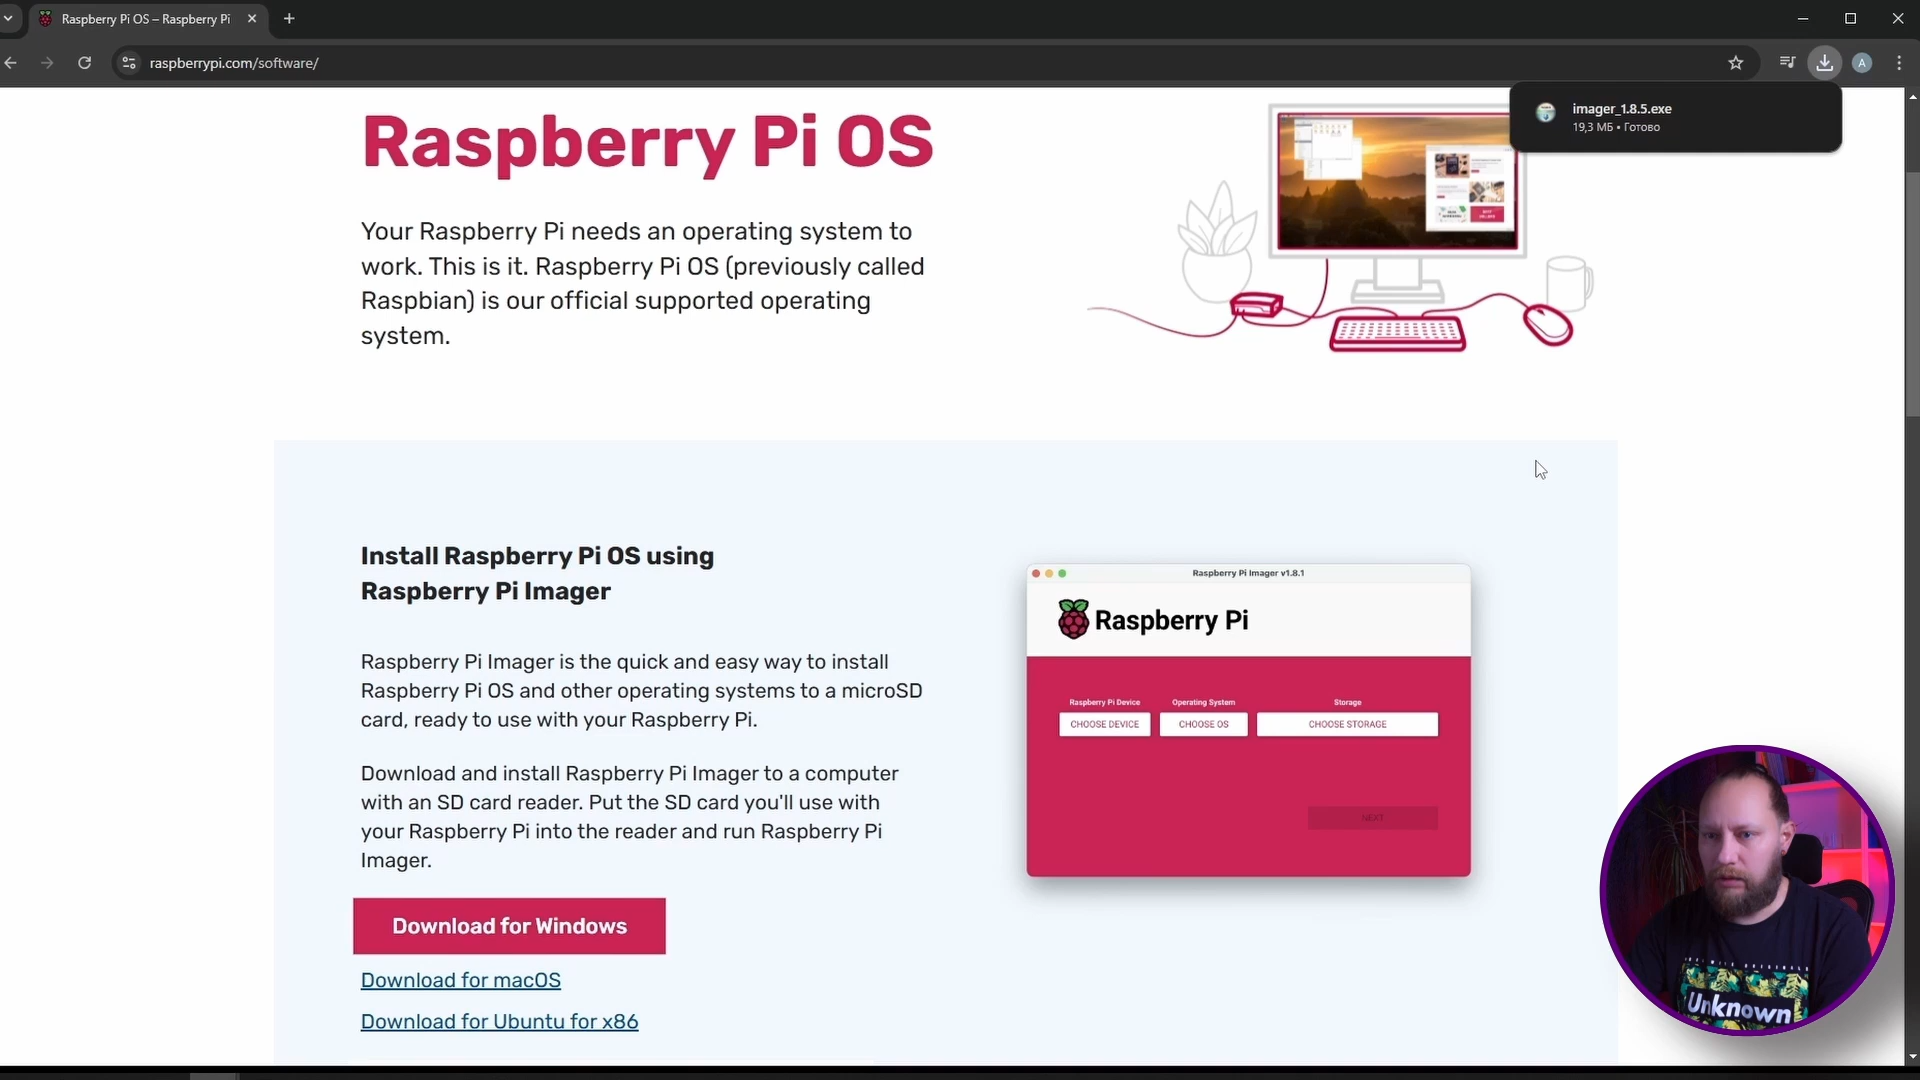 Raspberry Pi OS – Raspberry Pi
raspberrypi.com/software/
A
imager_1.8.5.exe
19,3 МБ • Готово
Raspberry Pi OS
Your Raspberry Pi needs an operating system to
work. This is it. Raspberry Pi OS (previously called
Raspbian) is our official supported operating
system.
Install Raspberry Pi OS using
Raspberry Pi Imager
Raspberry Pi Imager is the quick and easy way to install
Raspberry Pi OS and other operating systems to a microSD
card, ready to use with your Raspberry Pi.
Download and install Raspberry Pi Imager to a computer
with an SD card reader. Put the SD card you'll use with
your Raspberry Pi into the reader and run Raspberry Pi
Imager.
Download for Windows
Download for macOS
Download for Ubuntu for x86
Raspberry Pi Imager v1.8.1
Raspberry Pi
Raspberry Pi Device Operating System Storage
CHOOSE DEVICE CHOOSE OS CHOOSE STORAGE
NEXT
Unknown